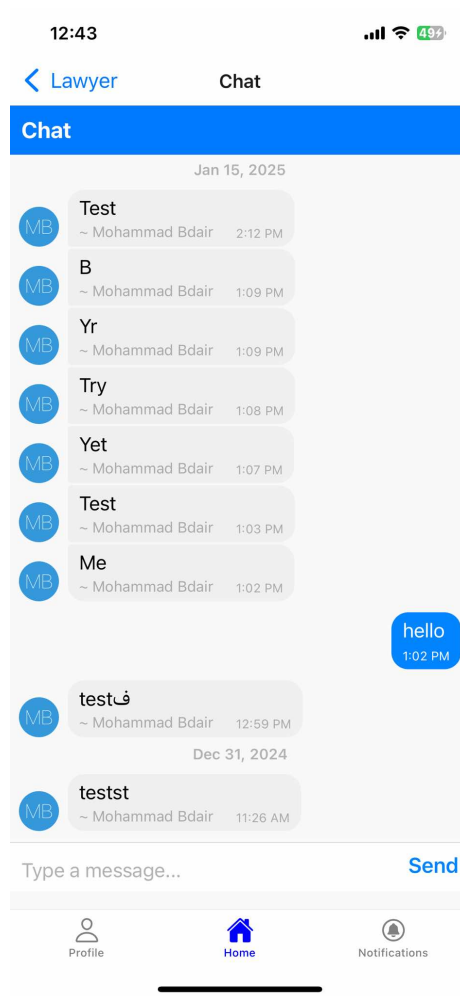 12:43
49
Lawyer
Chat
Chat
Jan 15, 2025
Test
MB
~ Mohammad Bdair 2:12 PM
B
MB
~ Mohammad Bdair 1:09 PM
Yr
MB
~ Mohammad Bdair 1:09 PM
Try
MB
~ Mohammad Bdair 1:08 PM
Yet
MB
~ Mohammad Bdair 1:07 PM
Test
MB
~ Mohammad Bdair 1:03 PM
Me
MB
~ Mohammad Bdair 1:02 PM
hello
1:02 PM
testف
MB
~ Mohammad Bdair 12:59 PM
Dec 31, 2024
testst
MB
~ Mohammad Bdair 11:26 AM
Type a message...
Send
Profile
Home
Notifications